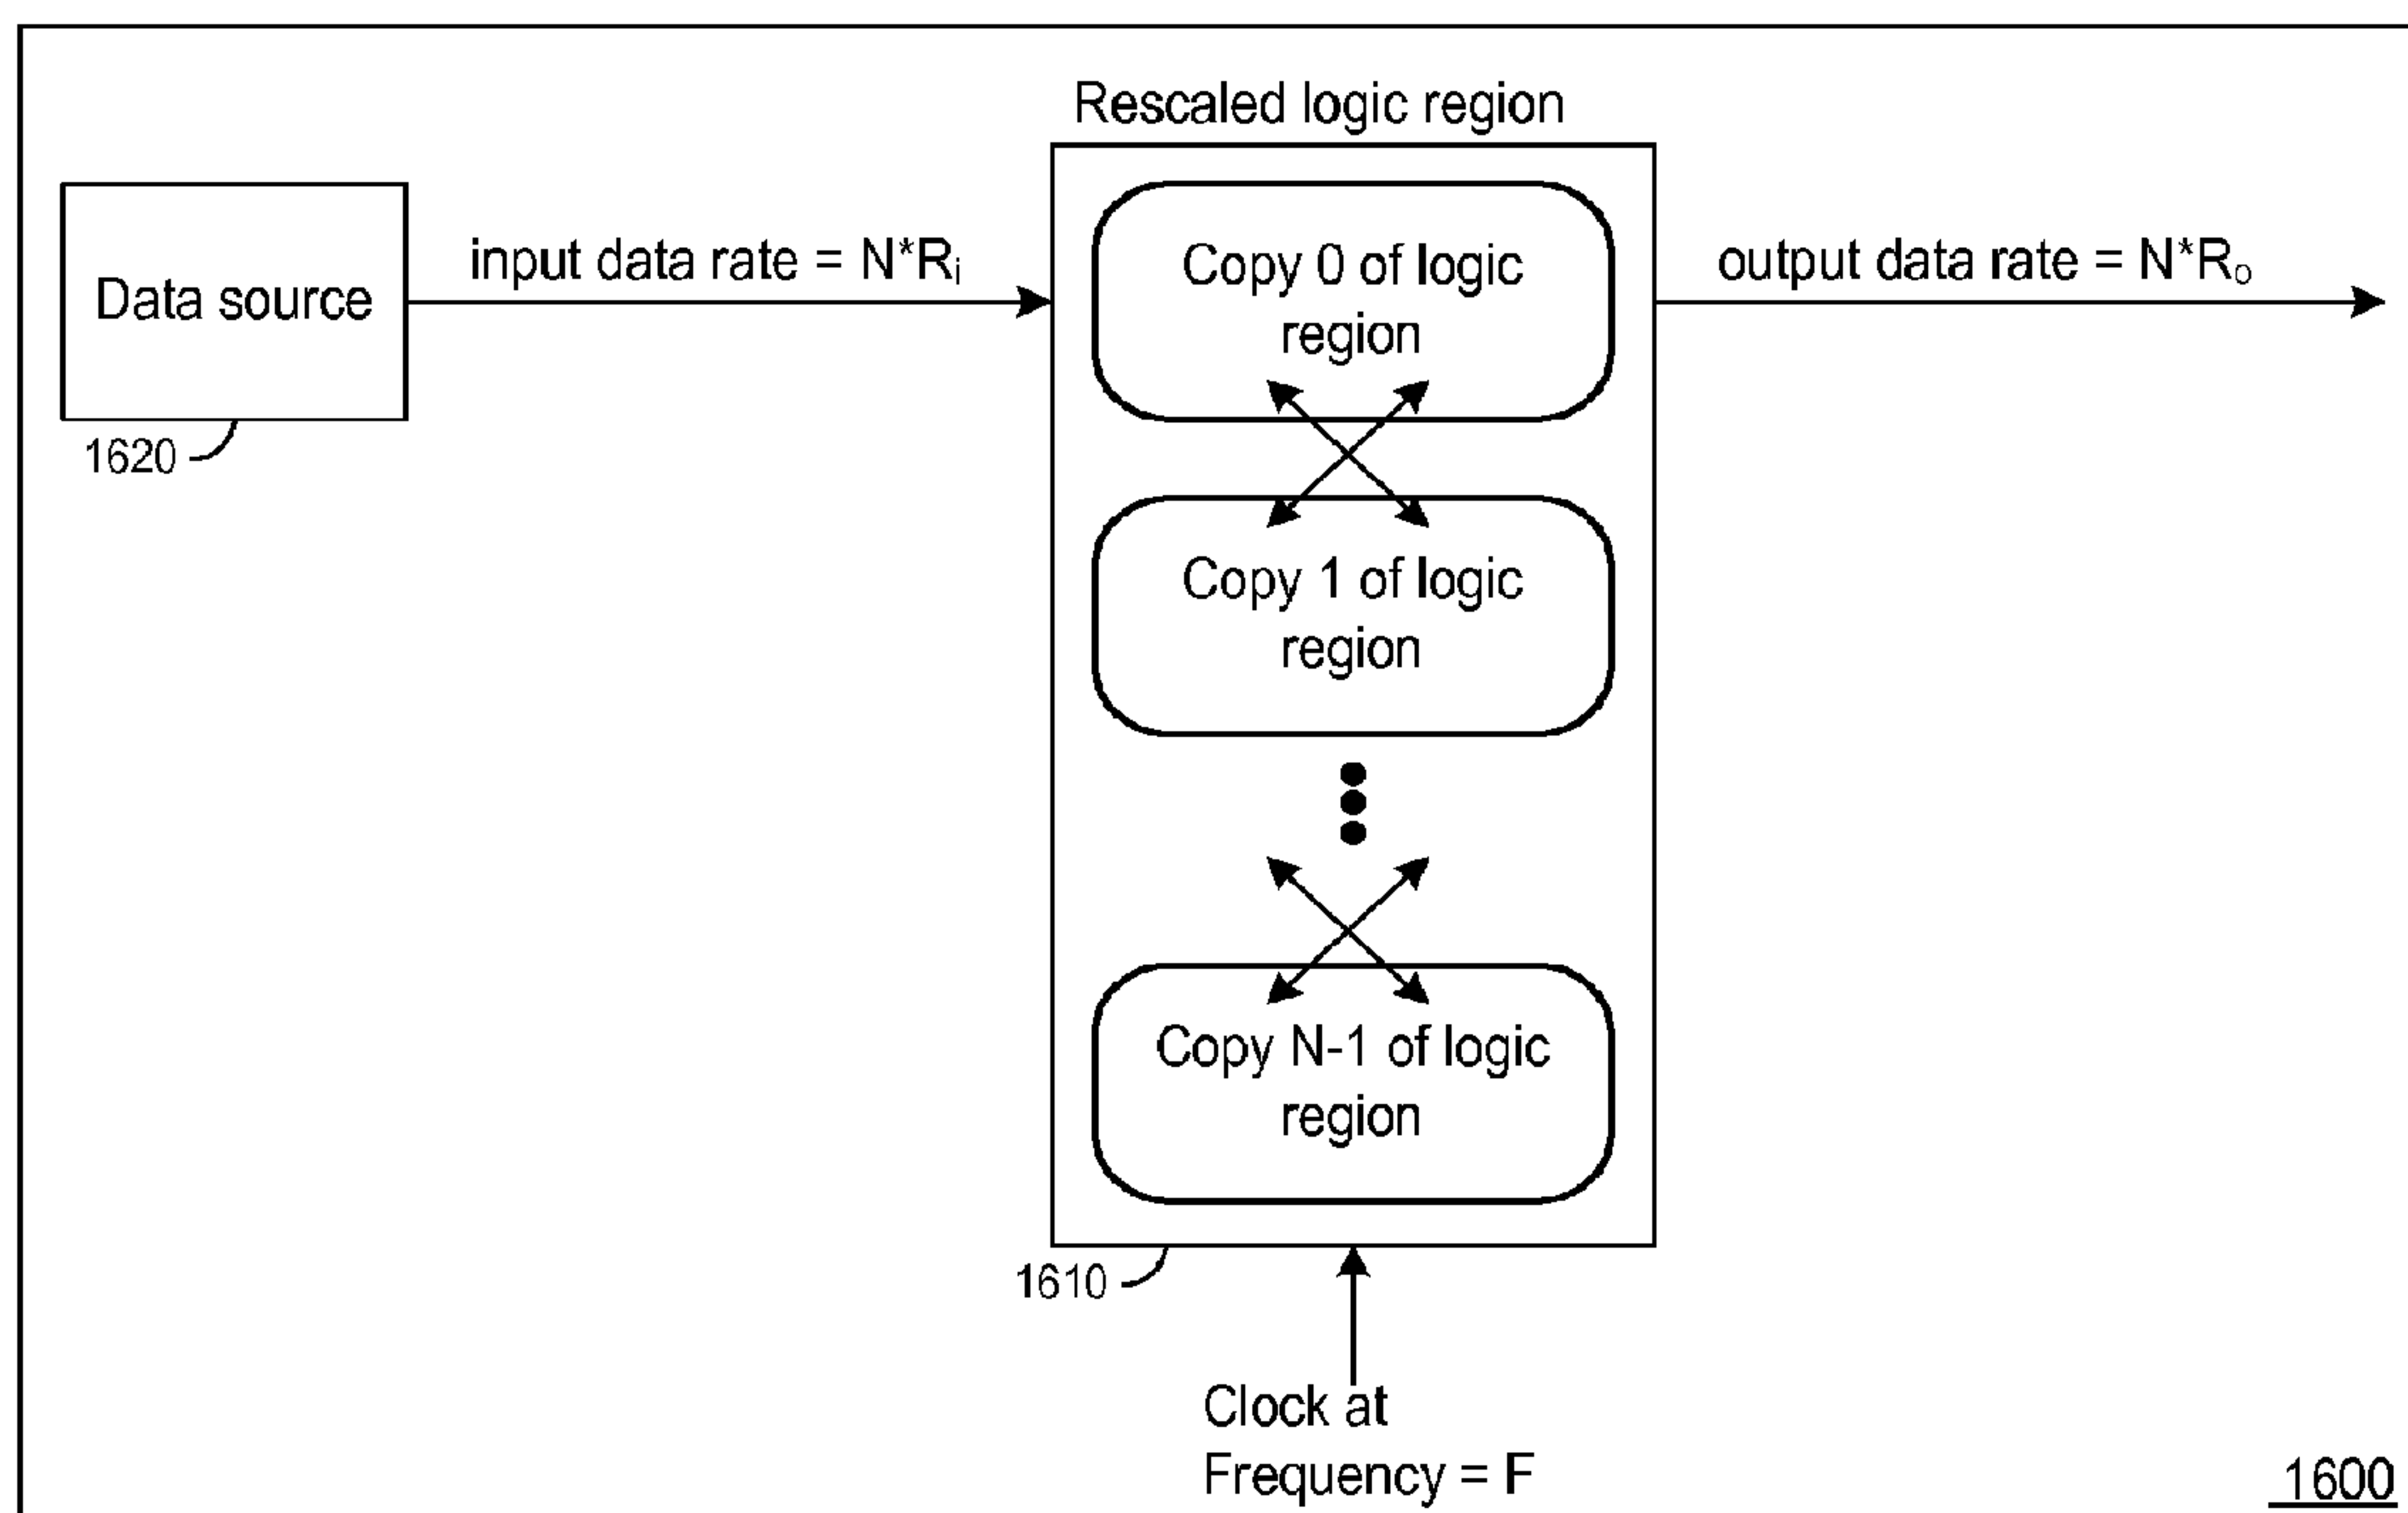 Rescaled logic region
Data source
input data rate = N*Ri
Copy 0 of logic
region
output data rate = N*Ro
1620
Copy 1 of logic
region
Copy N-1 of logic
region
1610
Clock at
Frequency = F
1600